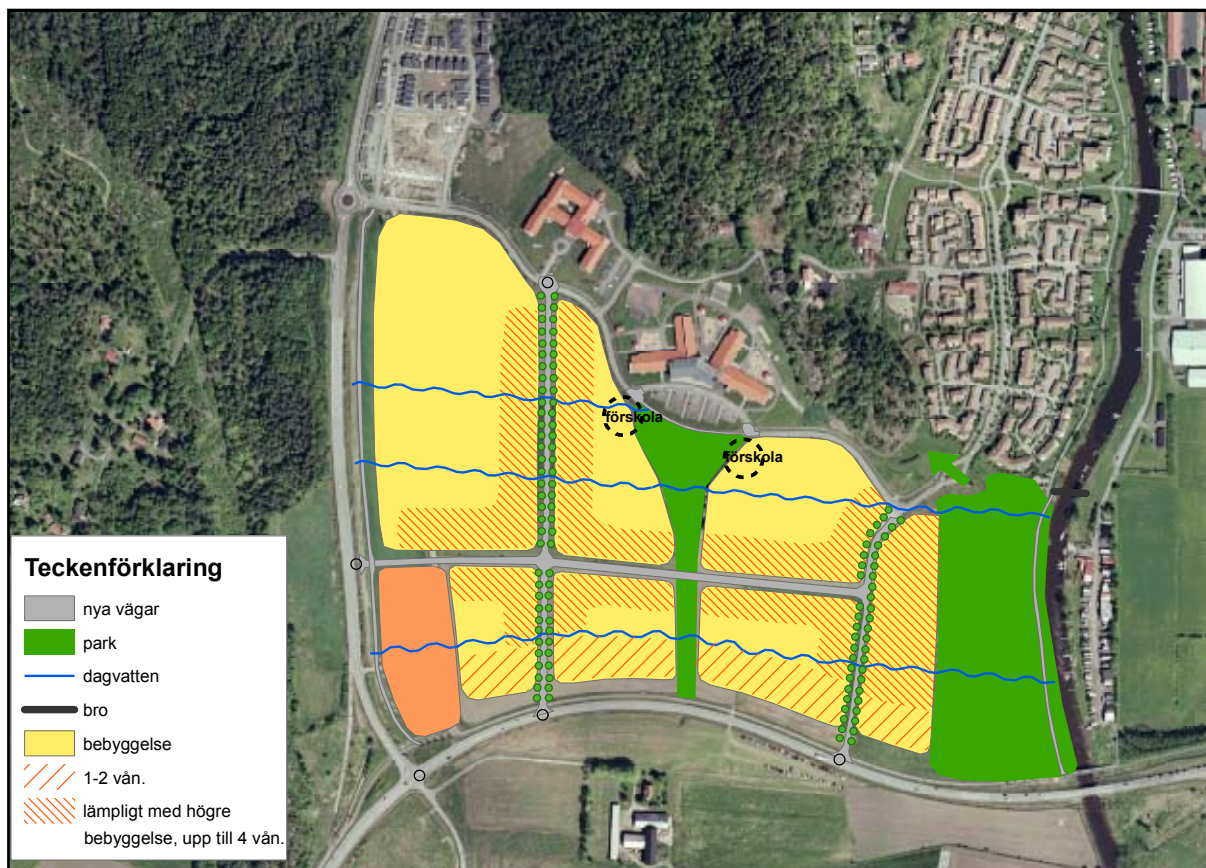 förskola
förskola
Teckenförklaring
nya vägar
park
dagvatten
bro
bebyggelse
1-2 vån.
lämpligt med högre
bebyggelse, upp till 4 vån.